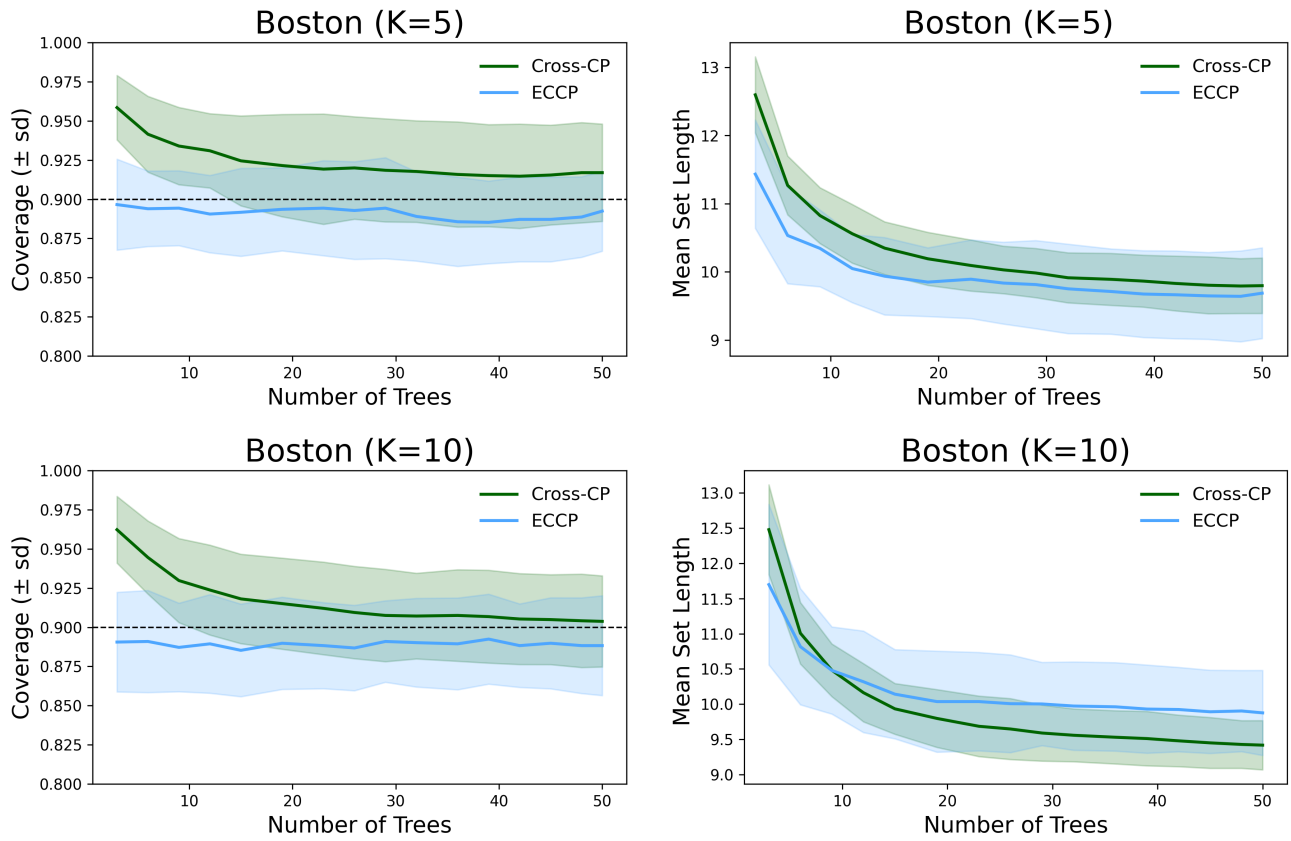 Boston (K=5)
Coverage (± sd)
1.000
0.975
0.950
0.925
0.900
0.875
0.850
0.825
0.800
Cross-CP
ECCP
10 20 30 40 50
Number of Trees
Boston (K=5)
Mean Set Length
13
12
11
10
9
Cross-CP
ECCP
10 20 30 40 50
Number of Trees
Boston (K=10)
Coverage (± sd)
1.000
0.975
0.950
0.925
0.900
0.875
0.850
0.825
0.800
Cross-CP
ECCP
10 20 30 40 50
Number of Trees
Boston (K=10)
Mean Set Length
13.0
12.5
12.0
11.5
11.0
10.5
10.0
9.5
9.0
Cross-CP
ECCP
10 20 30 40 50
Number of Trees